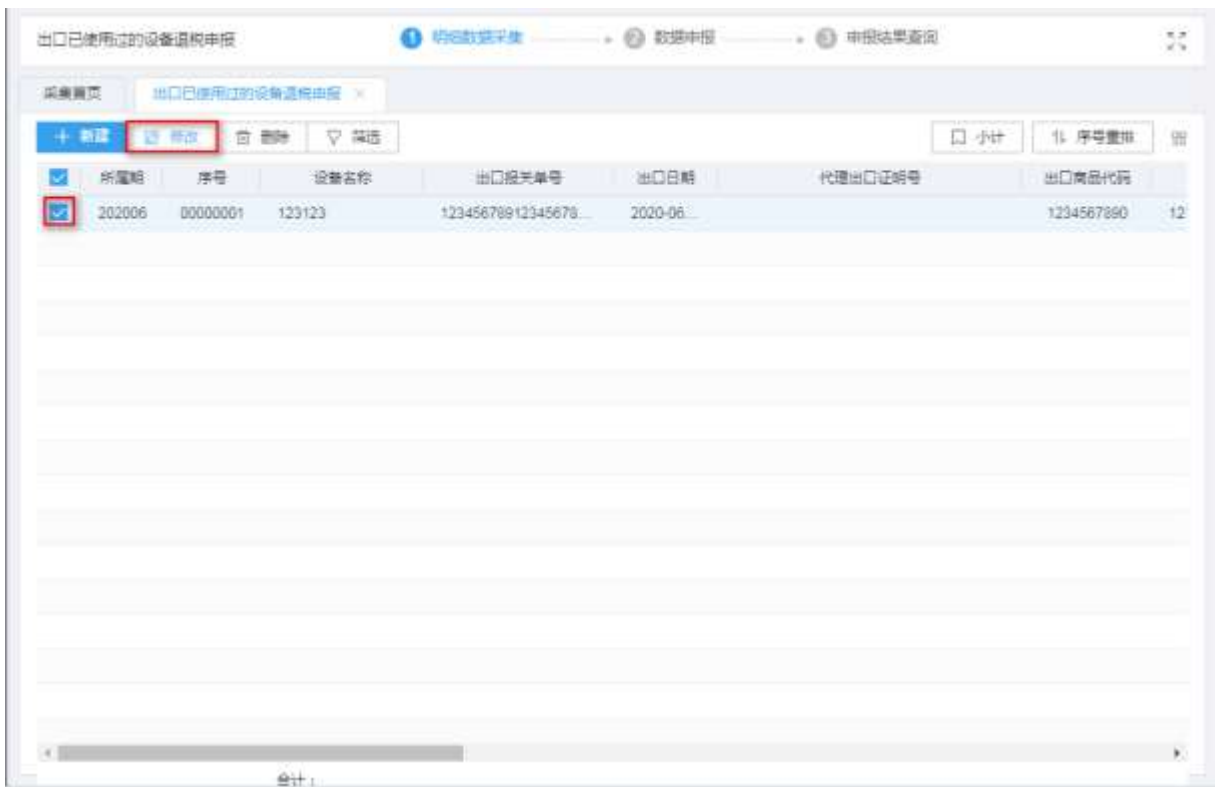 出口已使用过的设备退税申报 1 明细数据采集 2 数据申报 3 申报结果查询
采集首页 出口已使用过的设备退税申报 ×
+ 新建 修改 删除 筛选 小计 序号重排
所属期 序号 设备名称 出口报关单号 出口日期 代理出口证明号 出口商品代码
202006 00000001 123123 12345678912345678... 2020-06... 1234567890 12
合计：